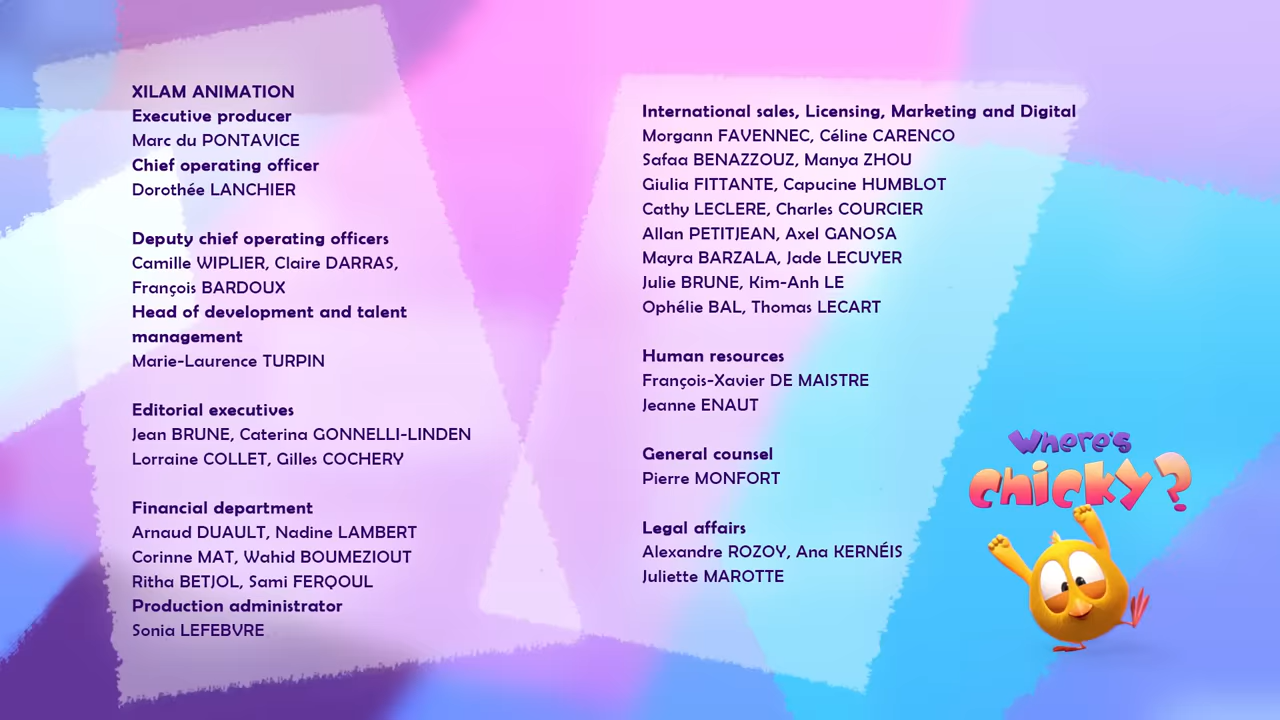 XILAM ANIMATION
Executive producer
Marc du PONTAVICE
Chief operating officer
Dorothée LANCHIER
Deputy chief operating officers
Camille WIPLIER, Claire DARRAS,
François BARDOUX
Head of development and talent
management
Marie-Laurence TURPIN
Editorial executives
Jean BRUNE, Caterina GONNELLI-LINDEN
Lorraine COLLET, Gilles COCHERY
Financial department
Arnaud DUAULT, Nadine LAMBERT
Corinne MAT, Wahid BOUMEZIOUT
Ritha BETJOL, Sami FERQOUL
Production administrator
Sonia LEFEBVRE
International sales, Licensing, Marketing and Digital
Morgann FAVENNEC, Céline CARENCO
Safaa BENAZZOUZ, Manya ZHOU
Giulia FITTANTE, Capucine HUMBLOT
Cathy LECLERE, Charles COURCIER
Allan PETITJEAN, Axel GANOSA
Mayra BARZALA, Jade LECUYER
Julie BRUNE, Kim-Anh LE
Ophélie BAL, Thomas LECART
Human resources
François-Xavier DE MAISTRE
Jeanne ENAUT
General counsel
Pierre MONFORT
Legal affairs
Alexandre ROZOY, Ana KERNÉIS
Juliette MAROTTE
Where's
chicky?